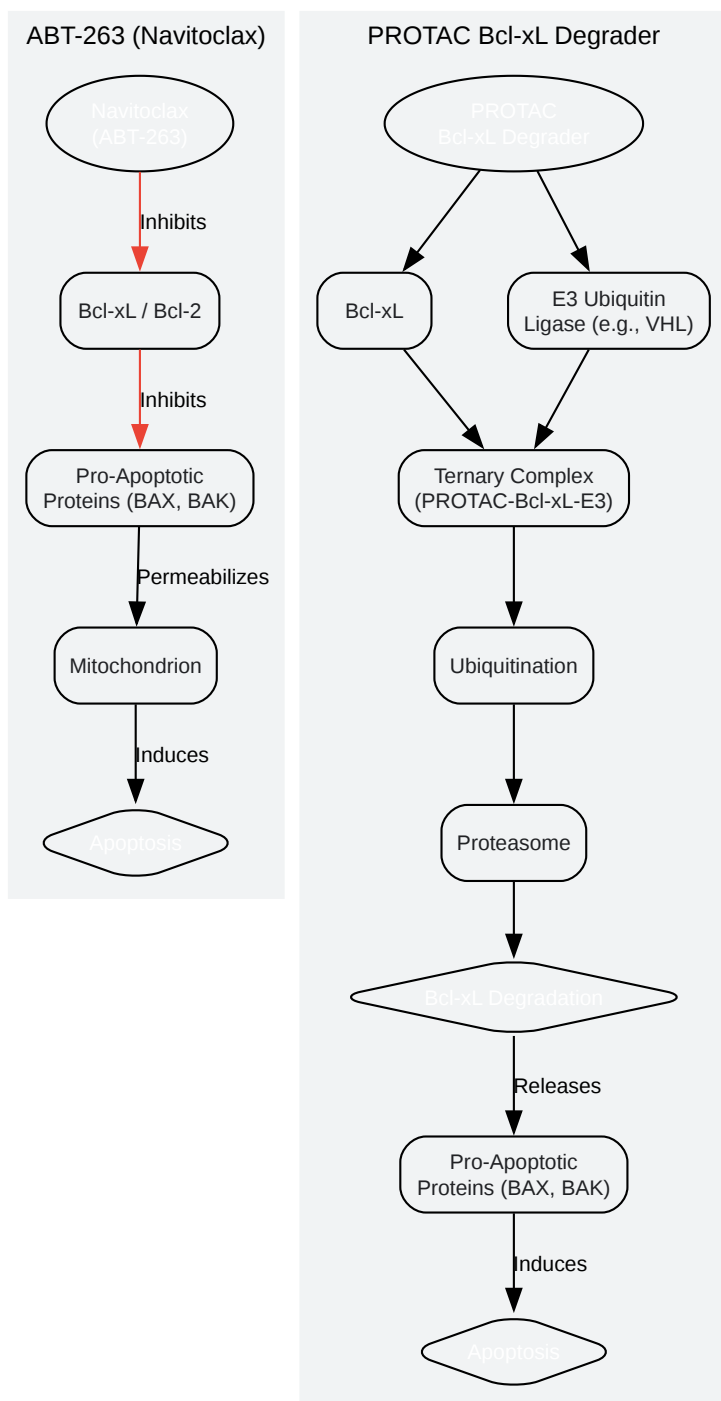 ABT-263 (Navitoclax)
Navitoclax
(ABT-263)
Inhibits
Bcl-xL / Bcl-2
Inhibits
Pro-Apoptotic
Proteins (BAX, BAK)
Permeabilizes
Mitochondrion
Induces
Apoptosis
PROTAC Bcl-xL Degrader
PROTAC
Bcl-xL Degrader
Bcl-xL
E3 Ubiquitin
Ligase (e.g., VHL)
Ternary Complex
(PROTAC-Bcl-xL-E3)
Ubiquitination
Proteasome
Bcl-xL Degradation
Releases
Pro-Apoptotic
Proteins (BAX, BAK)
Induces
Apoptosis